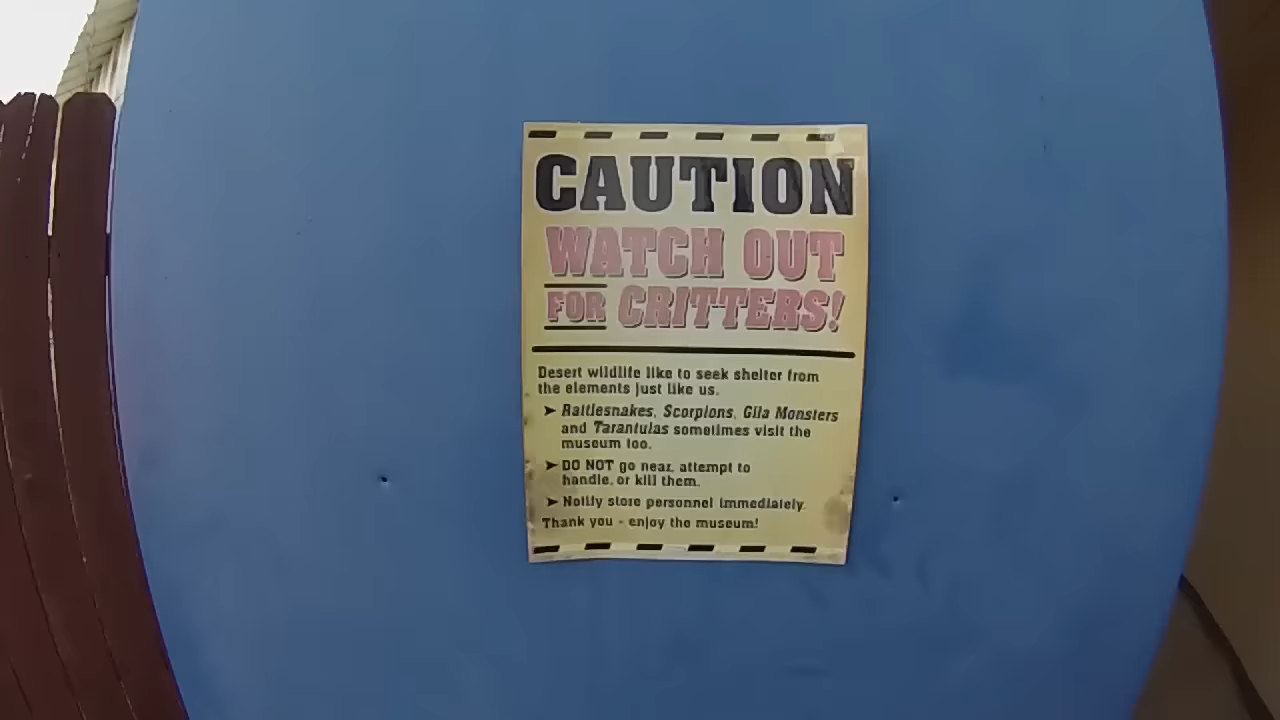 CAUTION
WATCH OUT
FOR CRITTERS!
Desert wildlife like to seek shelter from
the elements just like us.
➤ Rattlesnakes, Scorpions, Gila Monsters
and Tarantulas sometimes visit the
museum too.
➤ DO NOT go near, attempt to
handle, or kill them.
➤ Notify store personnel immediately.
Thank you - enjoy the museum!